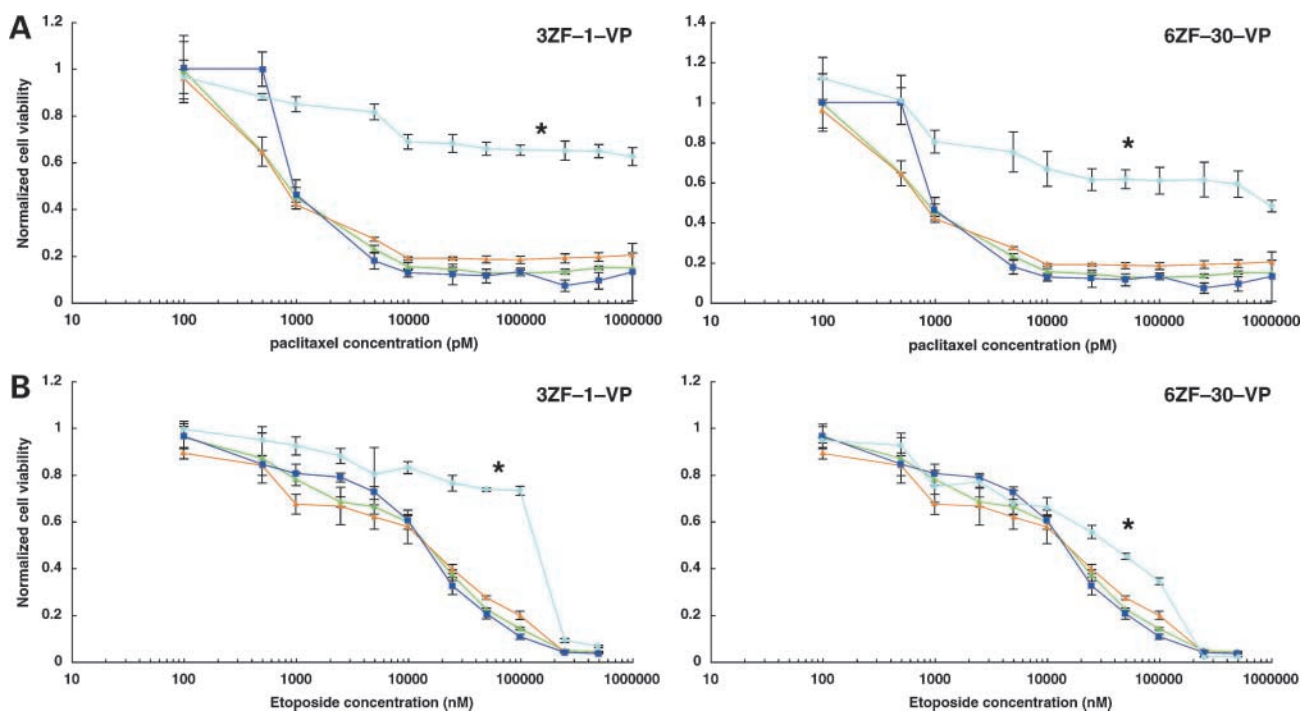 A
3ZF–1–VP
Normalized cell viability
1.2
1
0.8
0.6
0.4
0.2
0
*
10 100 1000 10000 100000 1000000
paclitaxel concentration (pM)
6ZF–30–VP
1.4
1.2
1
0.8
0.6
0.4
0.2
0
*
10 100 1000 10000 100000 1000000
paclitaxel concentration (pM)
B
3ZF–1–VP
Normalized cell viability
1.2
1
0.8
0.6
0.4
0.2
0
*
10 100 1000 10000 100000 1000000
Etoposide concentration (nM)
6ZF–30–VP
1.2
1
0.8
0.6
0.4
0.2
0
*
10 100 1000 10000 100000 1000000
Etoposide concentration (nM)